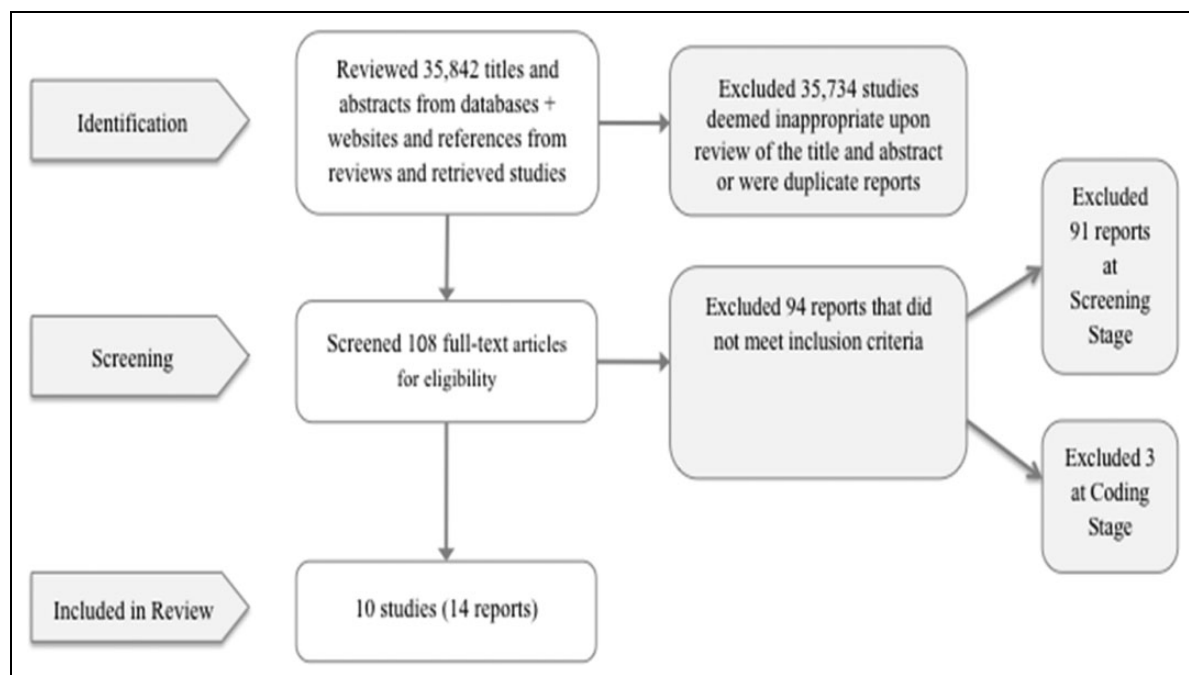 Identification
Reviewed 35,842 titles and
abstracts from databases +
websites and references from
reviews and retrieved studies
Excluded 35,734 studies
deemed inappropriate upon
review of the title and abstract
or were duplicate reports
Excluded
91 reports
at
Screening
Stage
Screening
Screened 108 full-text articles
for eligibility
Excluded 94 reports that did
not meet inclusion criteria
Excluded 3
at Coding
Stage
Included in Review
10 studies (14 reports)